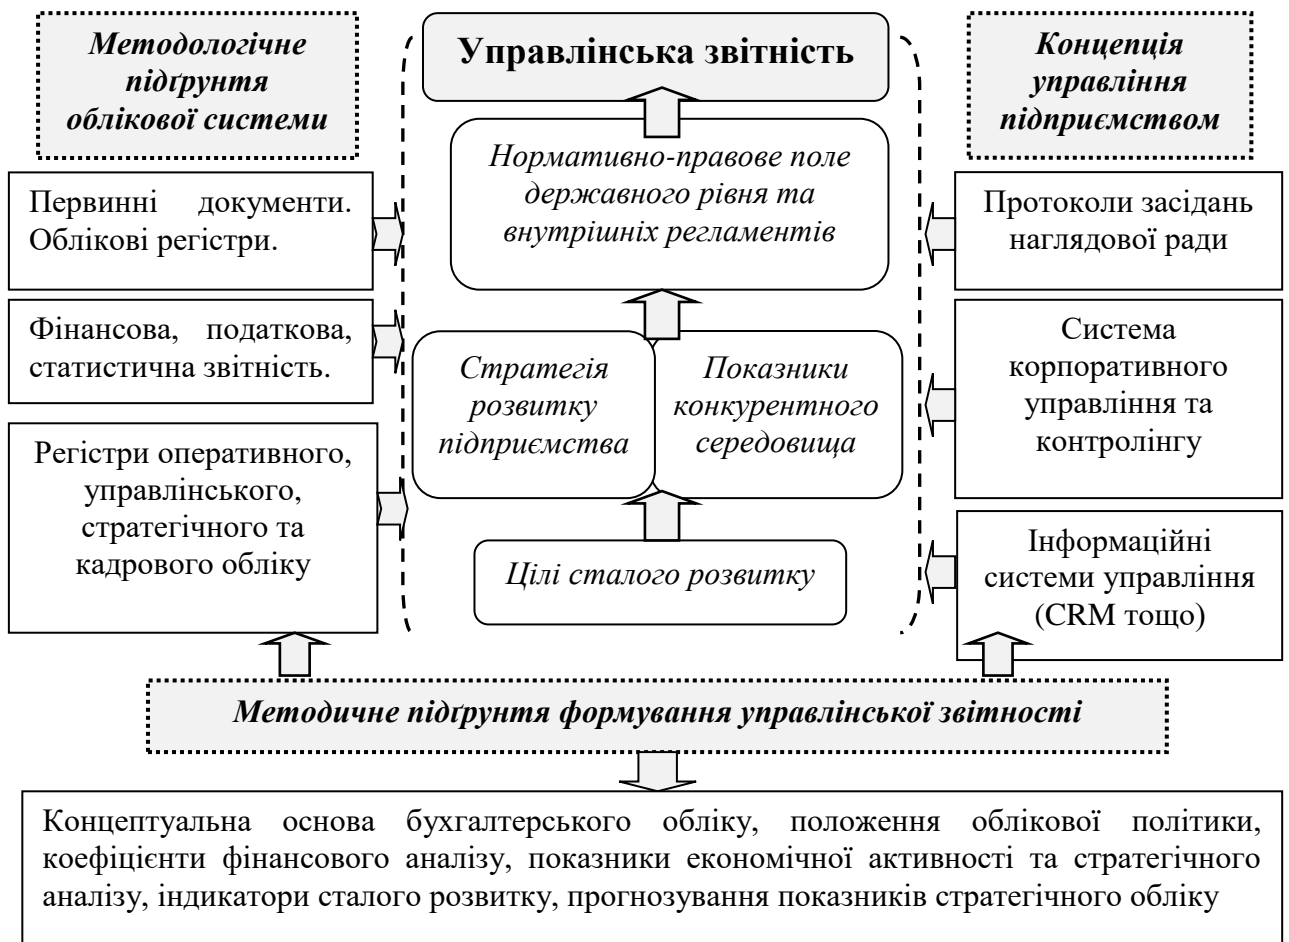 Методологічне
підґрунтя
облікової системи
Первинні документи.
Облікові регістри.
Фінансова, податкова,
статистична звітність.
Регістри оперативного,
управлінського,
стратегічного та
кадрового обліку
Управлінська звітність
Нормативно-правове поле
державного рівня та
внутрішніх регламентів
Стратегія
розвитку
підприємства
Показники
конкурентного
середовища
Цілі сталого розвитку
Концепція
управління
підприємством
Протоколи засідань
наглядової ради
Система
корпоративного
управління та
контролінгу
Інформаційні
системи управління
(CRM тощо)
Методичне підґрунтя формування управлінської звітності
Концептуальна основа бухгалтерського обліку, положення облікової політики,
коефіцієнти фінансового аналізу, показники економічної активності та стратегічного
аналізу, індикатори сталого розвитку, прогнозування показників стратегічного обліку